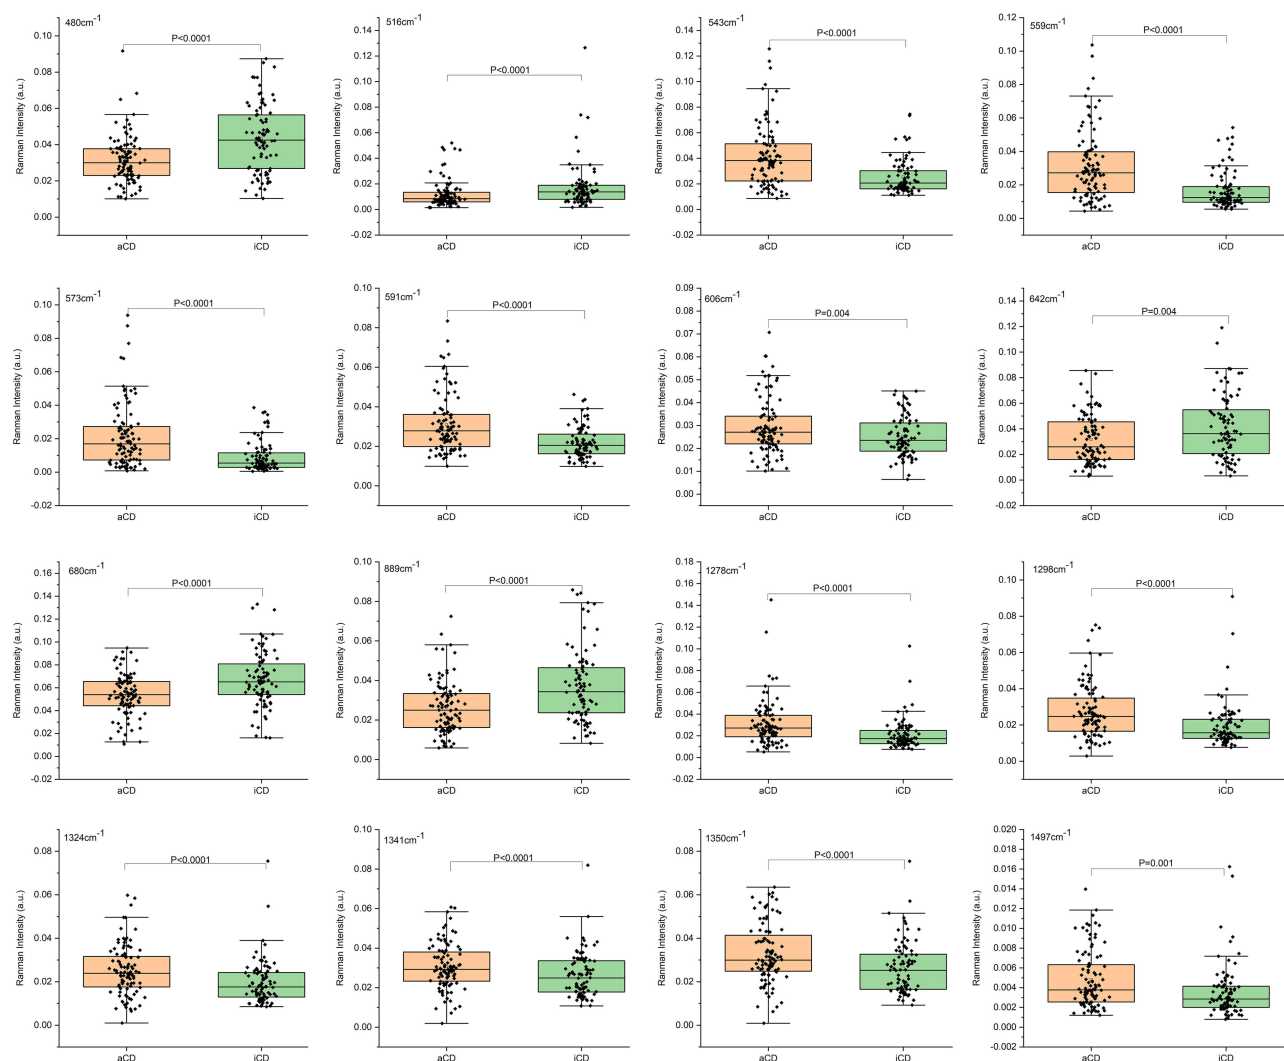 480cm-1
P<0.0001
Ranman Intensity (a.u.)
0.10
0.08
0.06
0.04
0.02
0.00
aCD iCD
516cm-1
P<0.0001
Ranman Intensity (a.u.)
0.14
0.12
0.10
0.08
0.06
0.04
0.02
0.00
-0.02
aCD iCD
543cm-1
P<0.0001
Ranman Intensity (a.u.)
0.14
0.12
0.10
0.08
0.06
0.04
0.02
0.00
-0.02
aCD iCD
559cm-1
P<0.0001
Ranman Intensity (a.u.)
0.12
0.10
0.08
0.06
0.04
0.02
0.00
aCD iCD
573cm-1
P<0.0001
Ranman Intensity (a.u.)
0.10
0.08
0.06
0.04
0.02
0.00
-0.02
aCD iCD
591cm-1
P<0.0001
Ranman Intensity (a.u.)
0.10
0.08
0.06
0.04
0.02
0.00
aCD iCD
606cm-1
P=0.004
Ranman Intensity (a.u.)
0.09
0.08
0.07
0.06
0.05
0.04
0.03
0.02
0.01
0.00
aCD iCD
642cm-1
P=0.004
Ranman Intensity (a.u.)
0.14
0.12
0.10
0.08
0.06
0.04
0.02
0.00
-0.02
aCD iCD
680cm-1
P<0.0001
Ranman Intensity (a.u.)
0.16
0.14
0.12
0.10
0.08
0.06
0.04
0.02
0.00
-0.02
aCD iCD
889cm-1
P<0.0001
Ranman Intensity (a.u.)
0.10
0.08
0.06
0.04
0.02
0.00
aCD iCD
1278cm-1
P<0.0001
Ranman Intensity (a.u.)
0.18
0.16
0.14
0.12
0.10
0.08
0.06
0.04
0.02
0.00
-0.02
aCD iCD
1298cm-1
P<0.0001
Ranman Intensity (a.u.)
0.10
0.08
0.06
0.04
0.02
0.00
aCD iCD
1324cm-1
P<0.0001
Ranman Intensity (a.u.)
0.08
0.06
0.04
0.02
0.00
aCD iCD
1341cm-1
P<0.0001
Ranman Intensity (a.u.)
0.10
0.08
0.06
0.04
0.02
0.00
aCD iCD
1350cm-1
P<0.0001
Ranman Intensity (a.u.)
0.08
0.06
0.04
0.02
0.00
aCD iCD
1497cm-1
P=0.001
Ranman Intensity (a.u.)
0.020
0.018
0.016
0.014
0.012
0.010
0.008
0.006
0.004
0.002
0.000
-0.002
aCD iCD